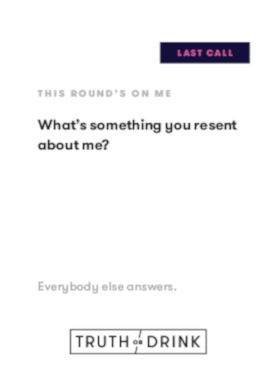 LAST CALL
THIS ROUND'S ON ME
What's something you resent
about me?
Everybody else answers.
TRUTH OR DRINK